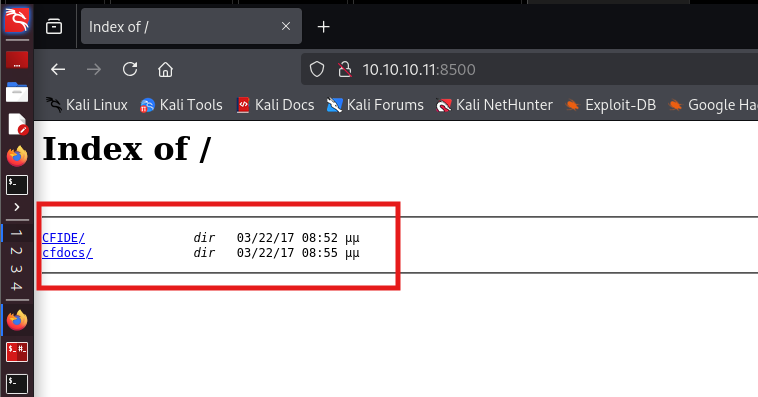 Index of /
10.10.10.11:8500
Kali Linux Kali Tools Kali Docs Kali Forums Kali NetHunter Exploit-DB Google Ha
Index of /
CFIDE/ dir 03/22/17 08:52 μμ
cfdocs/ dir 03/22/17 08:55 μμ
1
2
3
4